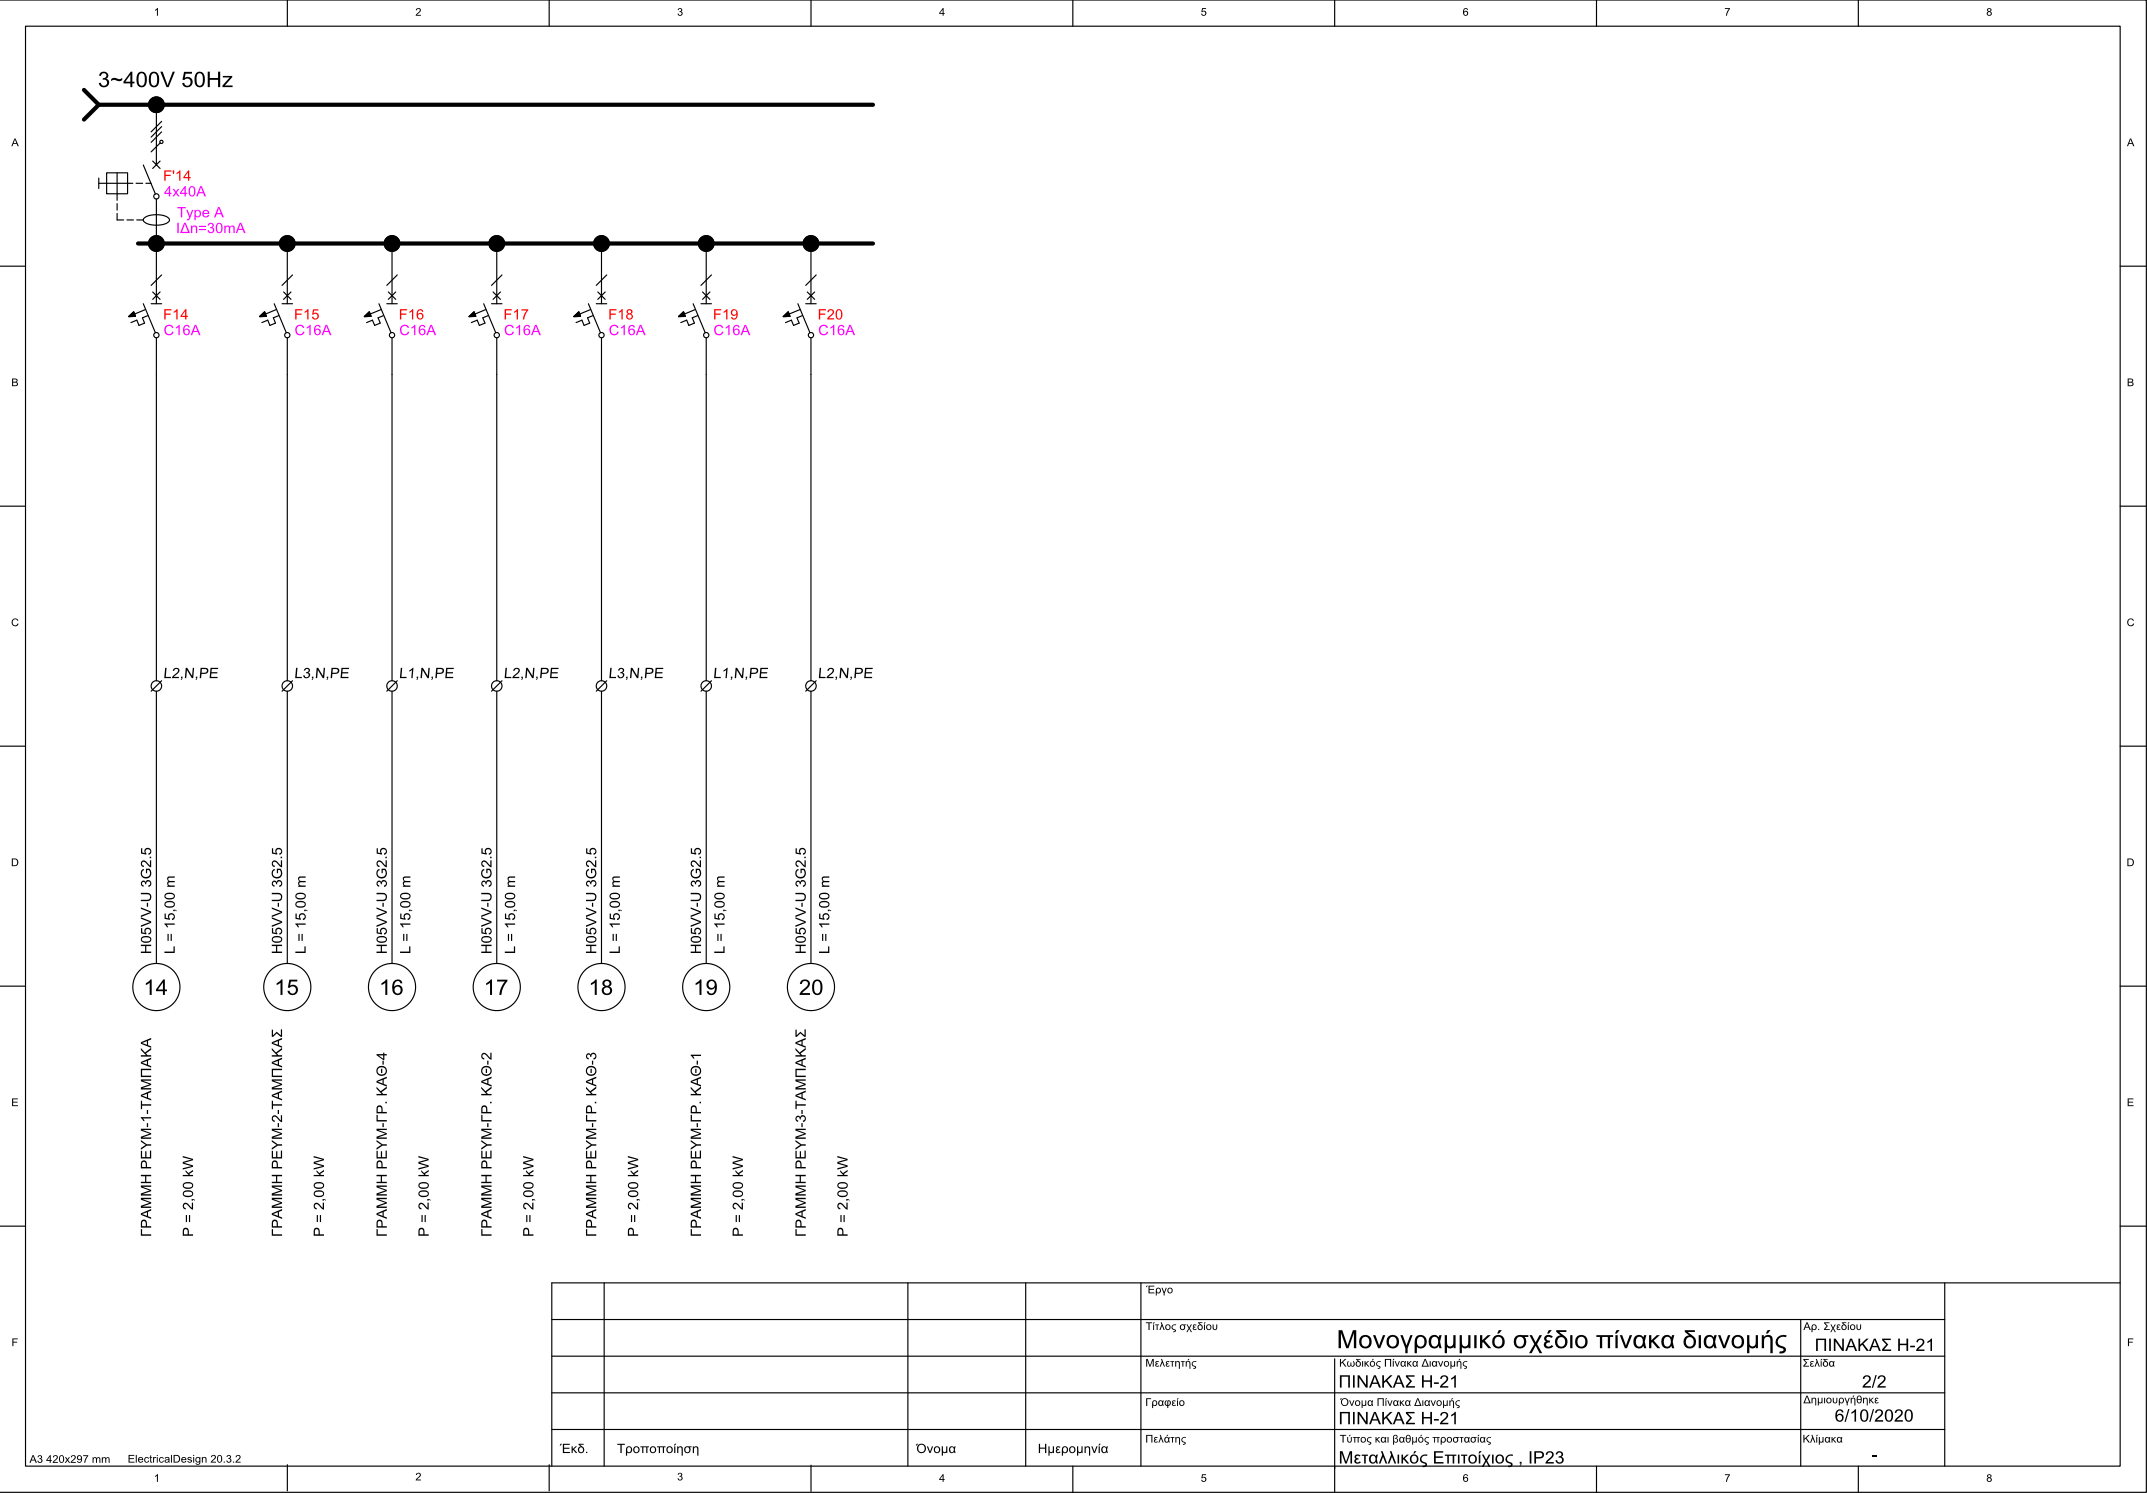 1 2 3 4 5 6 7 8
3~400V 50Hz
A A
F'14
4x40A
Type A
IΔn=30mA
F14 F15 F16 F17 F18 F19 F20
C16A C16A C16A C16A C16A C16A C16A
B B
C C
L2,N,PE L3,N,PE L1,N,PE L2,N,PE L3,N,PE L1,N,PE L2,N,PE
D D
H05VV-U 3G2.5
L = 15,00 m
H05VV-U 3G2.5
L = 15,00 m
H05VV-U 3G2.5
L = 15,00 m
H05VV-U 3G2.5
L = 15,00 m
H05VV-U 3G2.5
L = 15,00 m
H05VV-U 3G2.5
L = 15,00 m
H05VV-U 3G2.5
L = 15,00 m
14 15 16 17 18 19 20
E E
ΓΡΑΜΜΗ ΡΕΥΜ-1-ΤΑΜΠΑΚΑ
P = 2,00 kW
ΓΡΑΜΜΗ ΡΕΥΜ-2-ΤΑΜΠΑΚΑΣ
P = 2,00 kW
ΓΡΑΜΜΗ ΡΕΥΜ-ΓΡ. ΚΑΘ-4
P = 2,00 kW
ΓΡΑΜΜΗ ΡΕΥΜ-ΓΡ. ΚΑΘ-2
P = 2,00 kW
ΓΡΑΜΜΗ ΡΕΥΜ-ΓΡ. ΚΑΘ-3
P = 2,00 kW
ΓΡΑΜΜΗ ΡΕΥΜ-ΓΡ. ΚΑΘ-1
P = 2,00 kW
ΓΡΑΜΜΗ ΡΕΥΜ-3-ΤΑΜΠΑΚΑΣ
P = 2,00 kW
F F
Έργο
Τίτλος σχεδίου
Μονογραμμικό σχέδιο πίνακα διανομής
Αρ. Σχεδίου
ΠΙΝΑΚΑΣ Η-21
Μελετητής
Κωδικός Πίνακα Διανομής
ΠΙΝΑΚΑΣ Η-21
Σελίδα
2/2
Γραφείο
Όνομα Πίνακα Διανομής
ΠΙΝΑΚΑΣ Η-21
Δημιουργήθηκε
6/10/2020
Έκδ. Τροποποίηση Όνομα Ημερομηνία
Πελάτης
Τύπος και βαθμός προστασίας
Μεταλλικός Επιτοίχιος , IP23
Κλίμακα
-
A3 420x297 mm ElectricalDesign 20.3.2
1 2 3 4 5 6 7 8